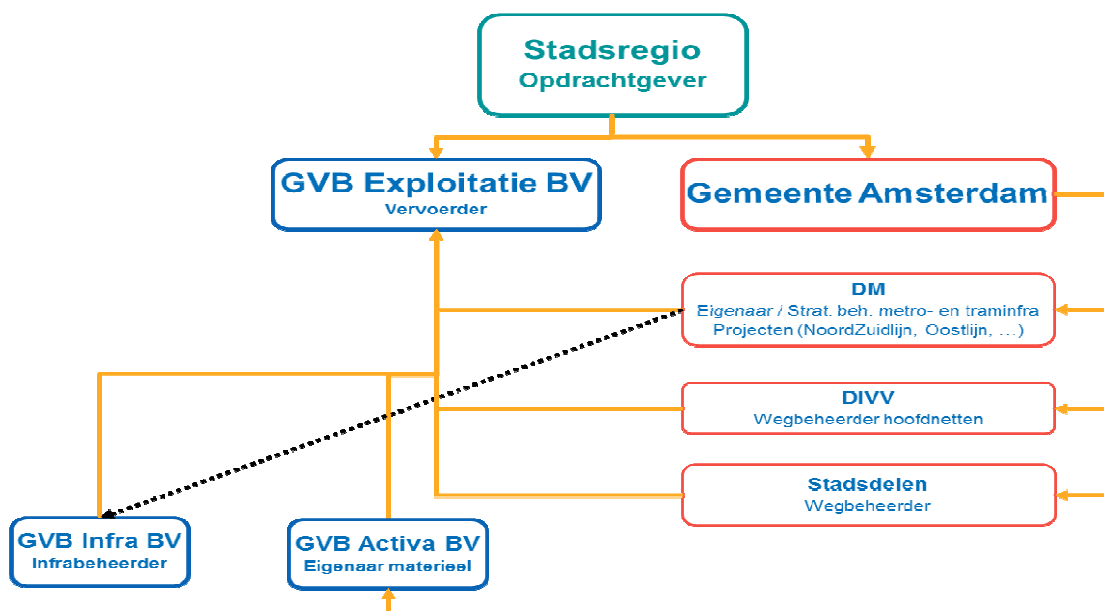 Stadsregio
Opdrachtgever
GVB Exploitatie BV
Vervoerder
Gemeente Amsterdam
DM
Eigenaar / Strat. beh. metro- en traminfra
Projecten (NoordZuidlijn, Oostlijn, ...)
DIVV
Wegbeheerder hoofdnetten
Stadsdelen
Wegbeheerder
GVB Infra BV
Infrabeheerder
GVB Activa BV
Eigenaar materieel